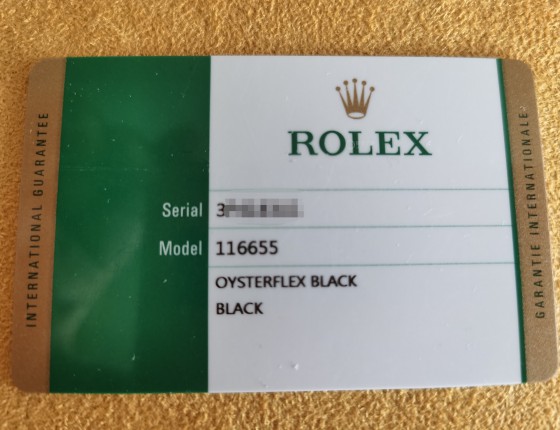 INTERNATIONAL GUARANTEE
ROLEX
Serial 3
Model 116655
OYSTERFLEX BLACK
BLACK
GARANTIE INTERNATIONALE